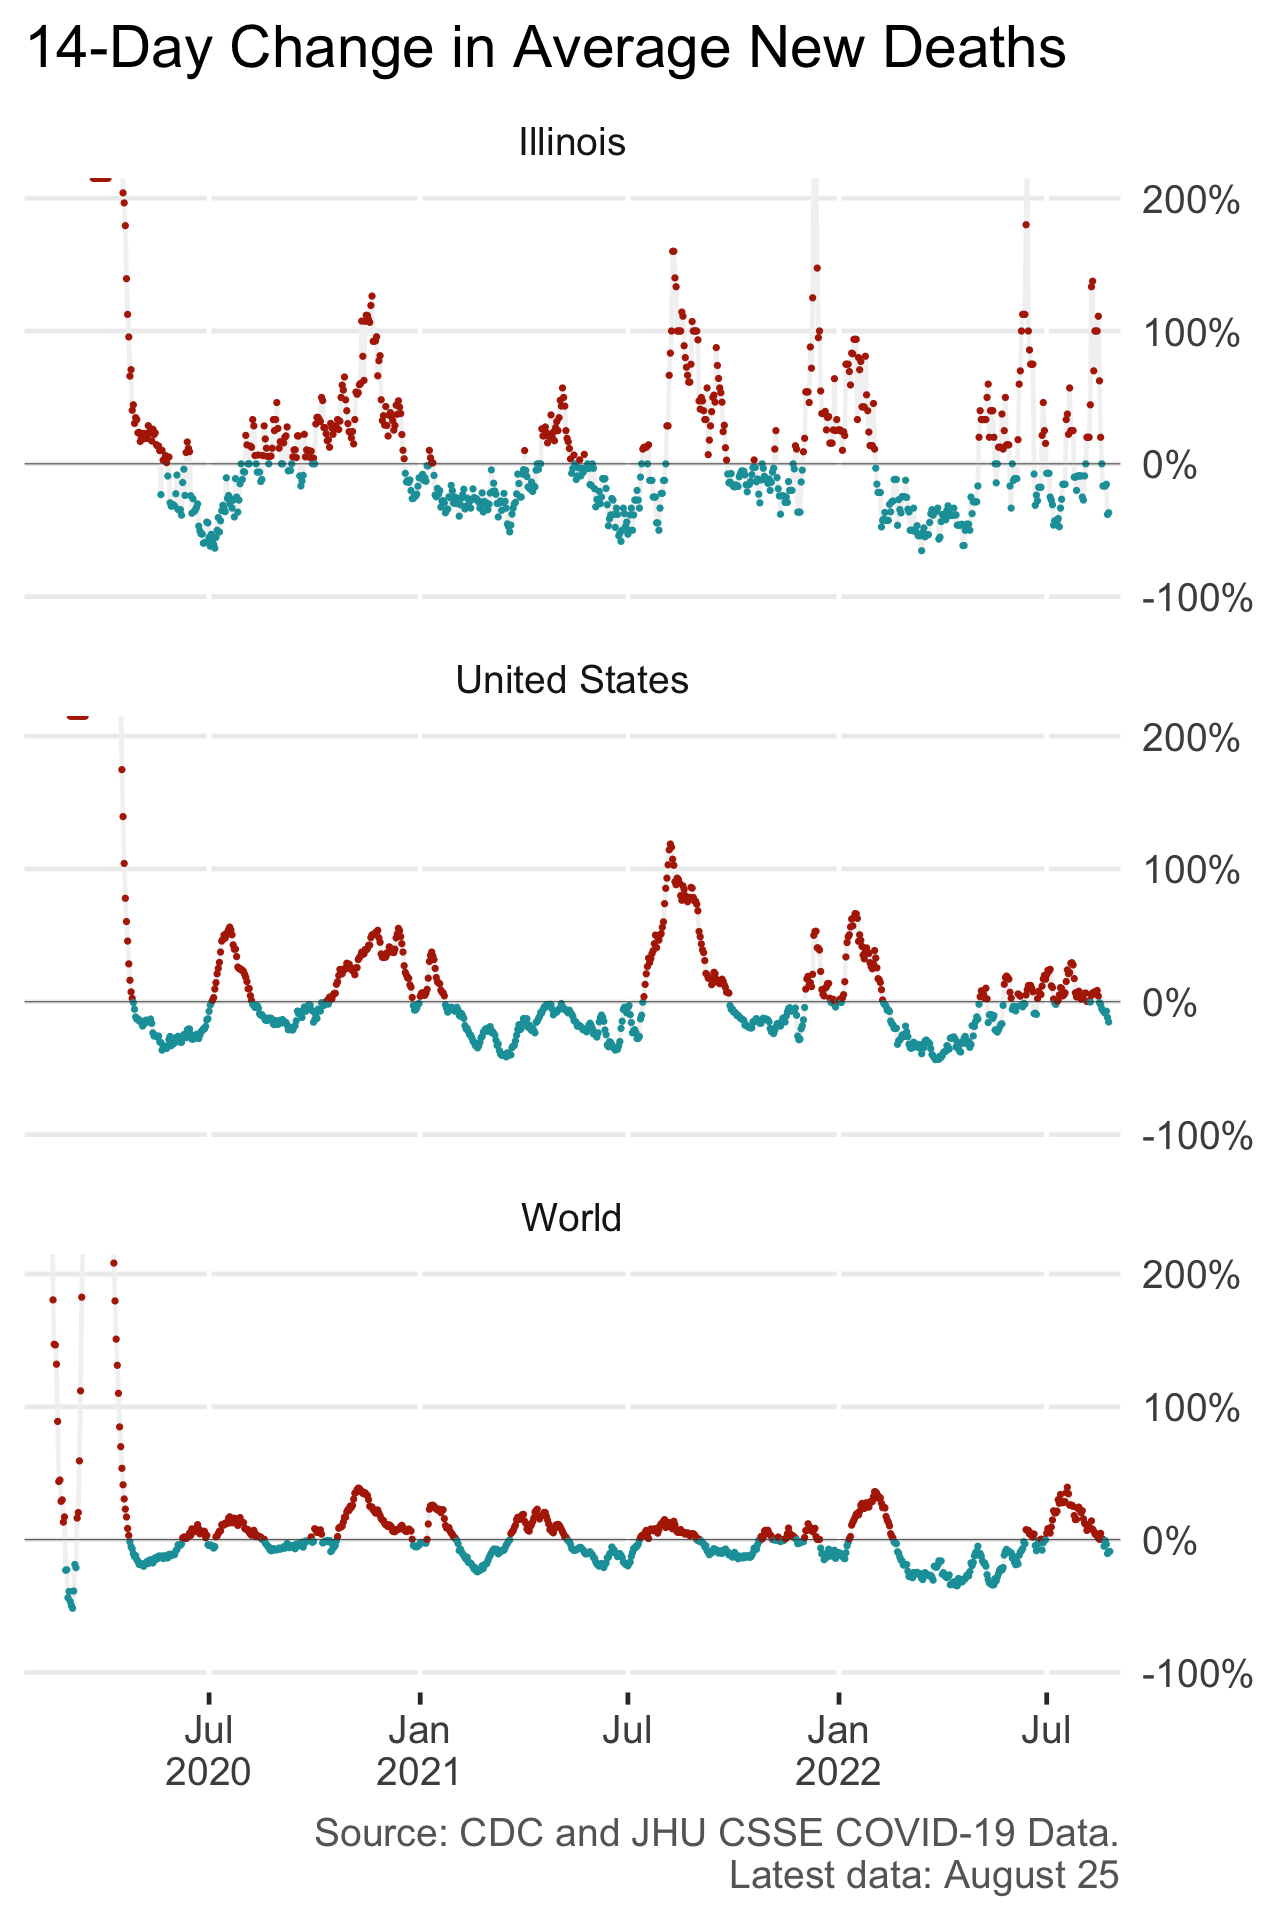 14-Day Change in Average New Deaths
Illinois
200%
100%
0%
-100%
United States
200%
100%
0%
-100%
World
200%
100%
0%
-100%
Jul Jan Jul Jan Jul
2020 2021 2022
Source: CDC and JHU CSSE COVID-19 Data.
Latest data: August 25